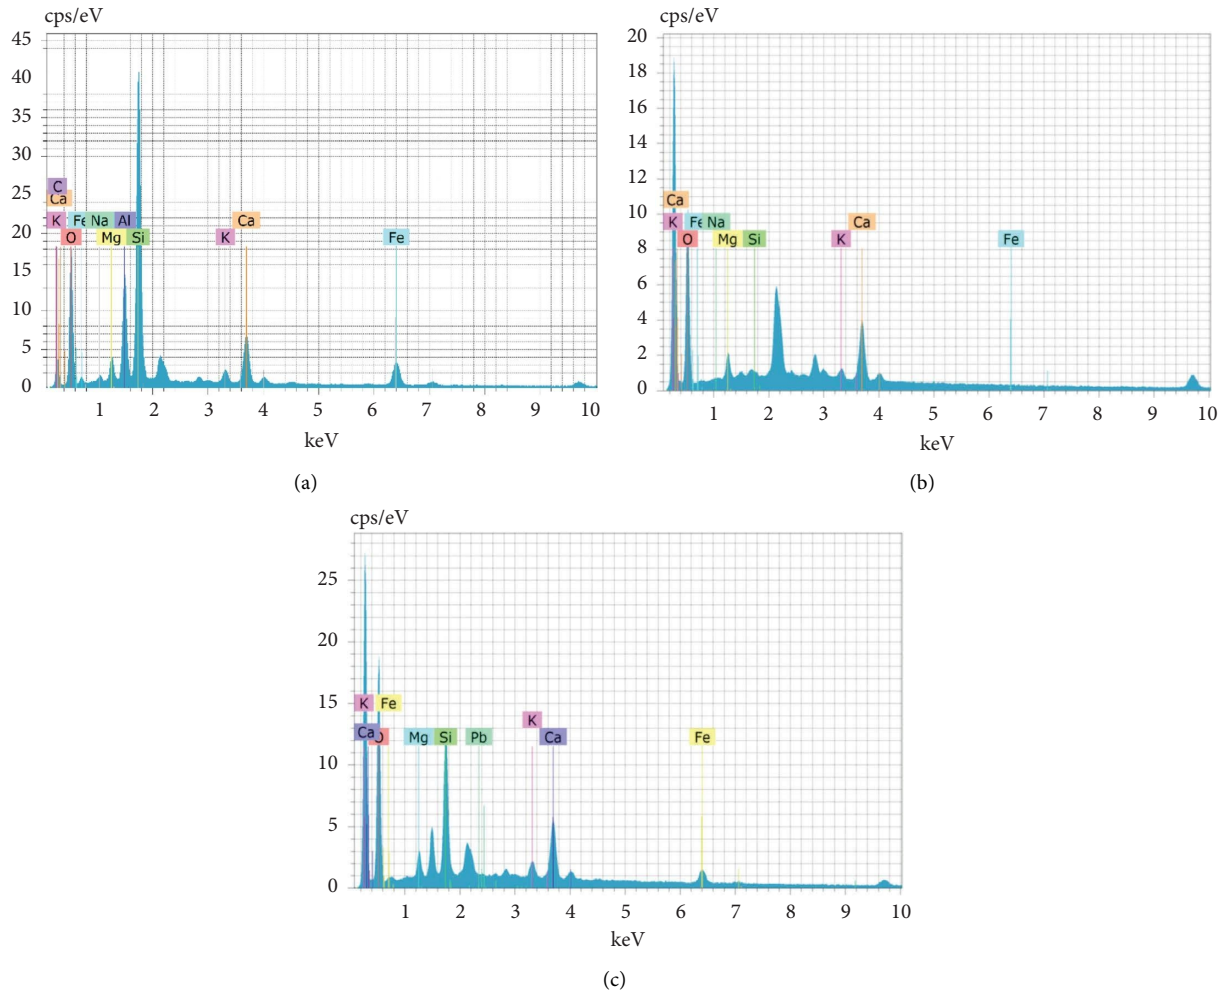 cps/eV
45
40
35
30
25
20
15
10
5
0
C
Ca
K Fe Na Al Ca
O Mg Si K Fe
1 2 3 4 5 6 7 8 9 10
keV
(a)
cps/eV
20
18
16
14
12
10
8
6
4
2
0
Ca
K Fe Na Ca
O Mg Si K Fe
1 2 3 4 5 6 7 8 9 10
keV
(b)
cps/eV
25
20
15
10
5
0
K Fe
K
Ca O Mg Si Pb Ca Fe
1 2 3 4 5 6 7 8 9 10
keV
(c)